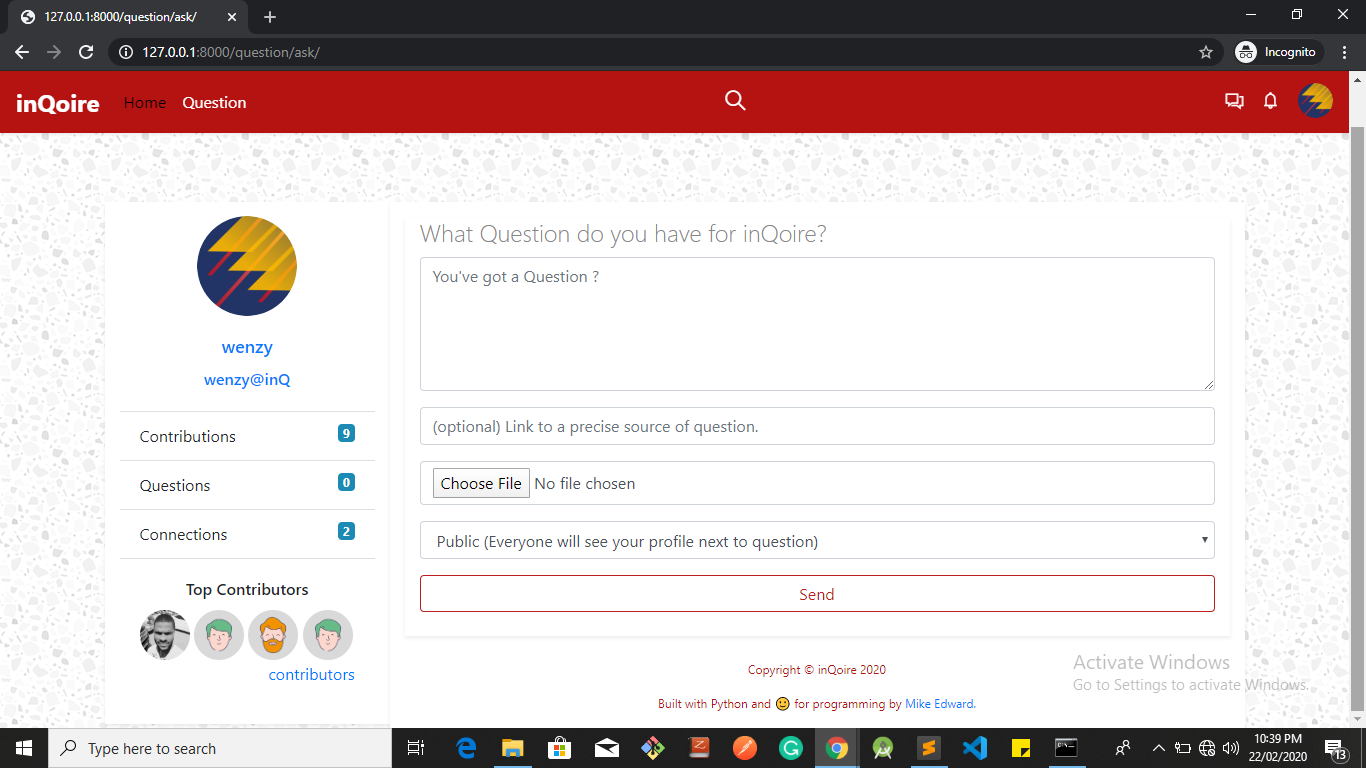 127.0.0.1:8000/question/ask/
127.0.0.1:8000/question/ask/
Incognito
inQoire Home Question
wenzy
wenzy@inQ
Contributions 9
Questions 0
Connections 2
Top Contributors
contributors
What Question do you have for inQoire?
You've got a Question ?
(optional) Link to a precise source of question.
Choose File No file chosen
Public (Everyone will see your profile next to question)
Send
Copyright © inQoire 2020
Built with Python and 🙂 for programming by Mike Edward.
Activate Windows
Go to Settings to activate Windows.
Type here to search
10:39 PM
22/02/2020
13